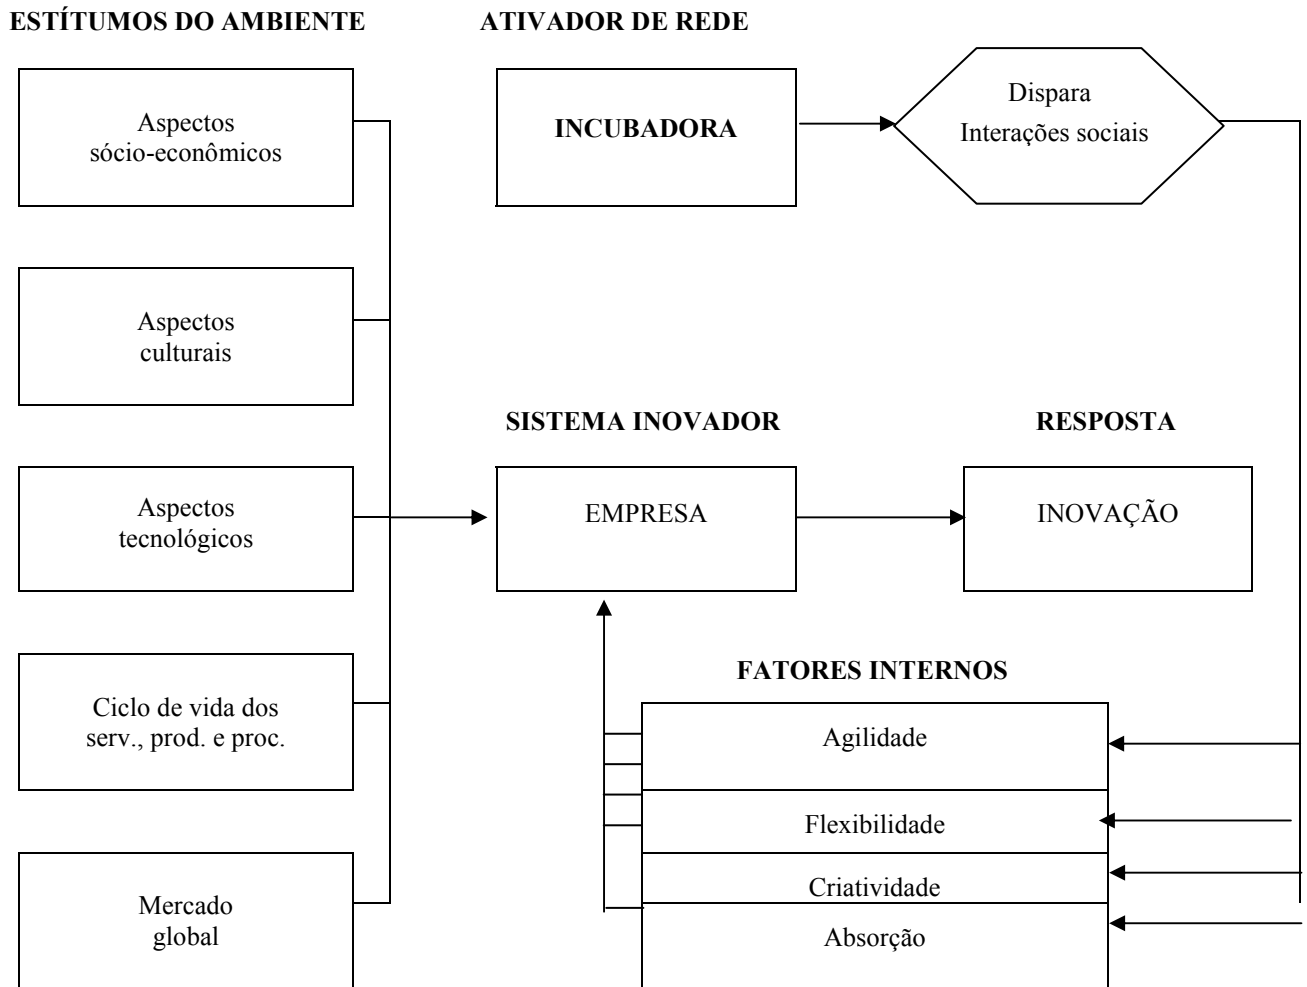 ESTÍTUMOS DO AMBIENTE
ATIVADOR DE REDE
Aspectos
sócio-econômicos
INCUBADORA
Dispara
Interações sociais
Aspectos
culturais
SISTEMA INOVADOR
RESPOSTA
Aspectos
tecnológicos
EMPRESA
INOVAÇÃO
FATORES INTERNOS
Ciclo de vida dos
serv., prod. e proc.
Agilidade
Flexibilidade
Criatividade
Mercado
global
Absorção